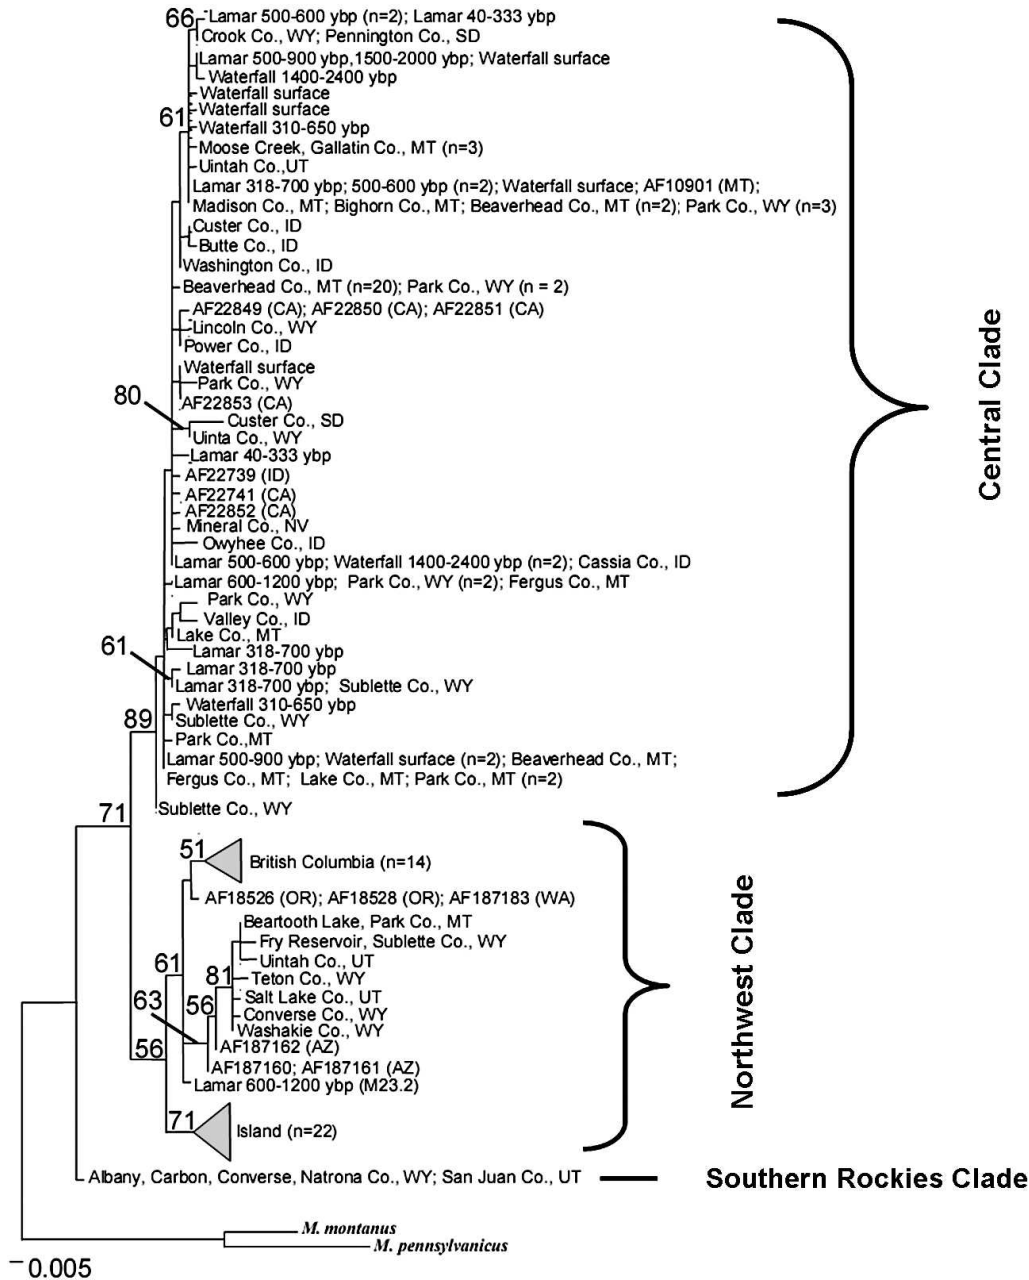 66
Lamar 500-600 ybp (n=2); Lamar 40-333 ybp
Crook Co., WY; Pennington Co., SD
Lamar 500-900 ybp,1500-2000 ybp; Waterfall surface
Waterfall 1400-2400 ybp
Waterfall surface
Waterfall surface
61
Waterfall 310-650 ybp
Moose Creek, Gallatin Co., MT (n=3)
Uintah Co.,UT
Lamar 318-700 ybp; 500-600 ybp (n=2); Waterfall surface; AF10901 (MT);
Madison Co., MT; Bighorn Co., MT; Beaverhead Co., MT (n=2); Park Co., WY (n=3)
Custer Co., ID
Butte Co., ID
Washington Co., ID
Beaverhead Co., MT (n=20); Park Co., WY (n = 2)
AF22849 (CA); AF22850 (CA); AF22851 (CA)
Lincoln Co., WY
Power Co., ID
Waterfall surface
Park Co., WY
AF22853 (CA)
80
Custer Co., SD
Uinta Co., WY
Lamar 40-333 ybp
AF22739 (ID)
AF22741 (CA)
AF22852 (CA)
Mineral Co., NV
Owyhee Co., ID
Lamar 500-600 ybp; Waterfall 1400-2400 ybp (n=2); Cassia Co., ID
Lamar 600-1200 ybp; Park Co., WY (n=2); Fergus Co., MT
Park Co., WY
Valley Co., ID
Lake Co., MT
Lamar 318-700 ybp
61
Lamar 318-700 ybp
Lamar 318-700 ybp; Sublette Co., WY
Waterfall 310-650 ybp
89
Sublette Co., WY
Park Co.,MT
Lamar 500-900 ybp; Waterfall surface (n=2); Beaverhead Co., MT;
Fergus Co., MT; Lake Co., MT; Park Co., MT (n=2)
Sublette Co., WY
Central Clade
71
51
British Columbia (n=14)
AF18526 (OR); AF18528 (OR); AF187183 (WA)
Beartooth Lake, Park Co., MT
Fry Reservoir, Sublette Co., WY
Uintah Co., UT
61
81
Teton Co., WY
63
56
Salt Lake Co., UT
Converse Co., WY
Washakie Co., WY
56
AF187162 (AZ)
AF187160; AF187161 (AZ)
Lamar 600-1200 ybp (M23.2)
71
Island (n=22)
Northwest Clade
Albany, Carbon, Converse, Natrona Co., WY; San Juan Co., UT
Southern Rockies Clade
M. montanus
M. pennsylvanicus
0.005